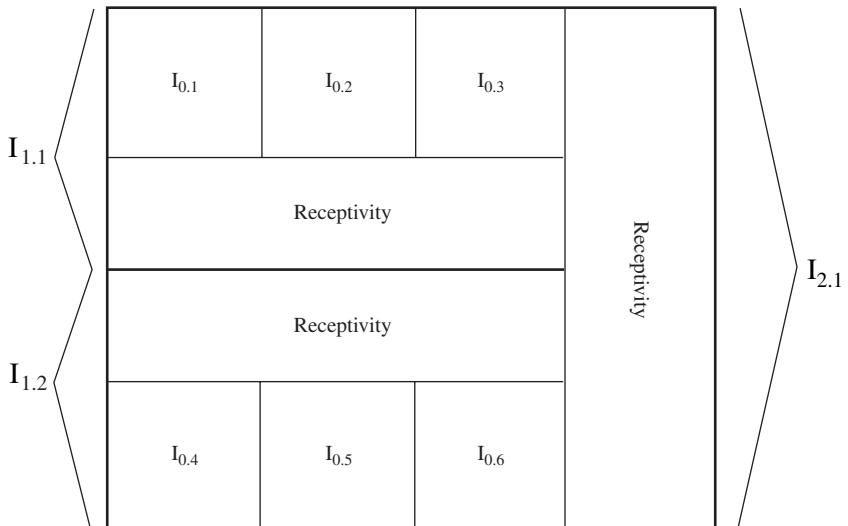 I0.1 I0.2 I0.3
I1.1
Receptivity
Receptivity
I2.1
Receptivity
I1.2
I0.4 I0.5 I0.6